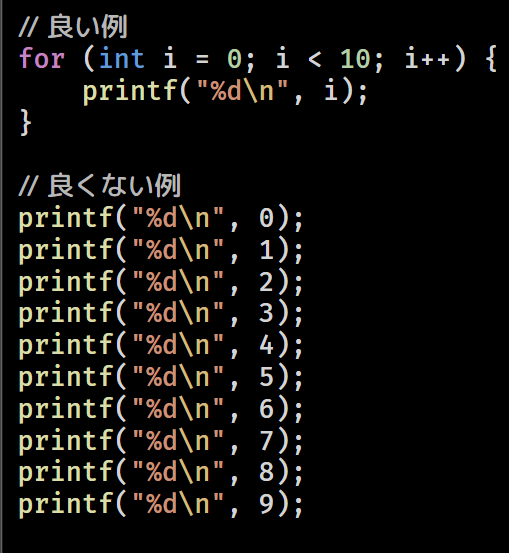 // 良い例
for (int i = 0; i < 10; i++) {
    printf("%d\n", i);
}

// 良くない例
printf("%d\n", 0);
printf("%d\n", 1);
printf("%d\n", 2);
printf("%d\n", 3);
printf("%d\n", 4);
printf("%d\n", 5);
printf("%d\n", 6);
printf("%d\n", 7);
printf("%d\n", 8);
printf("%d\n", 9);